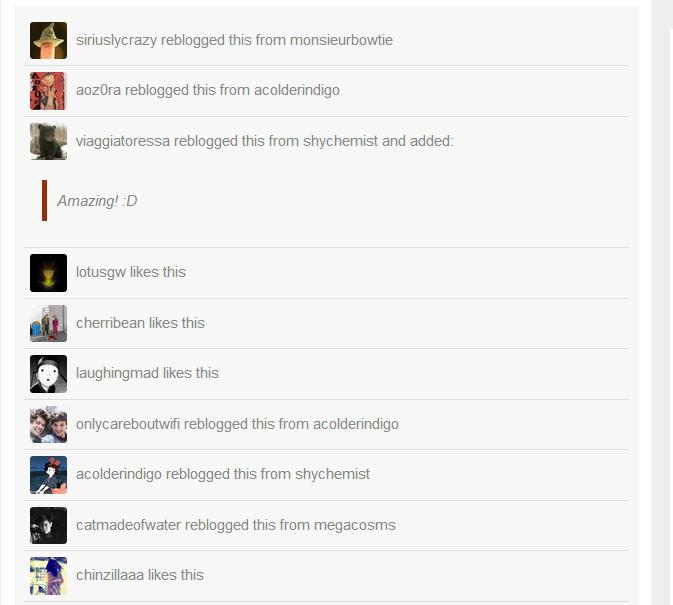 siriuslycrazy reblogged this from monsieurbowtie
aoz0ra reblogged this from acolderindigo
viaggiatoressa reblogged this from shychemist and added:
Amazing! :D
lotusgw likes this
cherribean likes this
laughingmad likes this
onlycareboutwifi reblogged this from acolderindigo
acolderindigo reblogged this from shychemist
catmadeofwater reblogged this from megacosms
chinzillaaa likes this